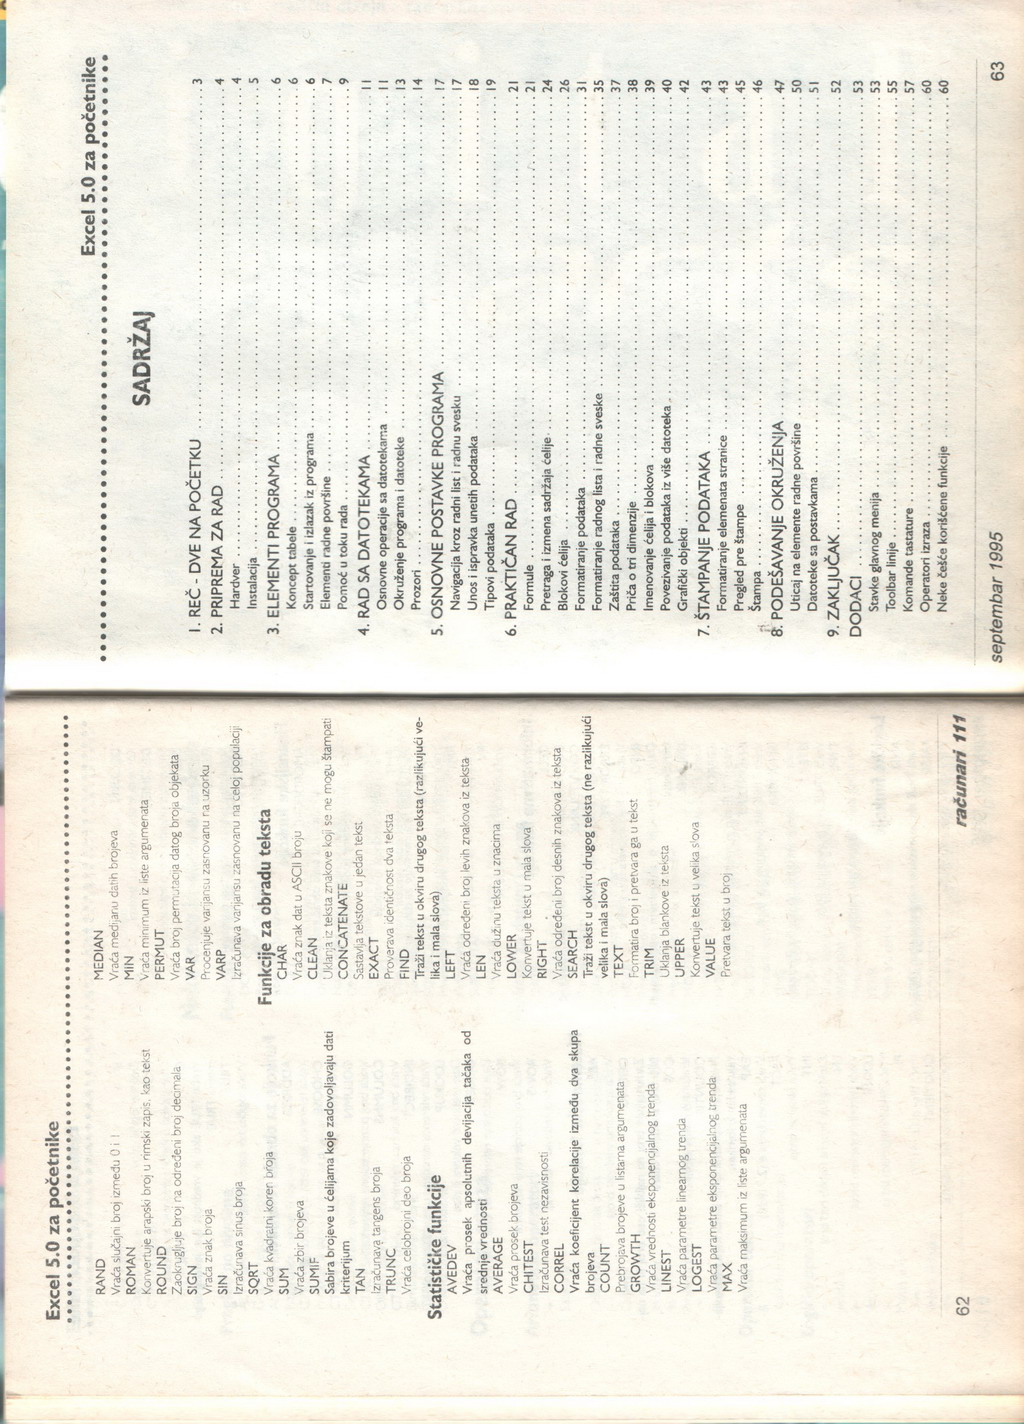 Excel 5.0 za početnike
RAND
Vraća slučajni broj između 0 i 1
ROMAN
Konvertuje arapski broj u rimski zapis, kao tekst
ROUND
Zaokrugljuje broj na određeni broj decimala
SIGN
Vraća znak broja
SIN
Izračunava sinus broja
SQRT
Vraća kvadratni koren broja
SUM
Vraća zbir brojeva
SUMIF
Sabira brojeve u ćelijama koje zadovoljavaju dati
kriterijum
TAN
Izračunava tangens broja
TRUNC
Vraća celobrojni deo broja
Statističke funkcije
AVEDEV
Vraća prosek apsolutnih devijacija tačaka od
srednje vrednosti
AVERAGE
Vraća prosek brojeva
CHITEST
Izračunava test nezavisnosti
CORREL
Vraća koeficijent korelacije između dva skupa
brojeva
COUNT
Prebrojava brojeve u listama argumenata
GROWTH
Vraća vrednosti eksponencijalnog trenda
LINEST
Vraća parametre linearnog trenda
LOGEST
Vraća parametre eksponencijalnog trenda
MAX
Vraća maksimum iz liste argumenata
MEDIAN
Vraća medijanu datih brojeva
MIN
Vraća minimum iz liste argumenata
PERMUT
Vraća broj permutacija datog broja objekata
VAR
Procenjuje varijansu zasnovanu na uzorku
VARP
Izračunava varijansu zasnovanu na celoj populaciji
Funkcije za obradu teksta
CHAR
Vraća znak dat u ASCII broju
CLEAN
Uklanja iz teksta znakove koji se ne mogu štampati
CONCATENATE
Sastavlja tekstove u jedan tekst
EXACT
Proverava identičnost dva teksta
FIND
Traži tekst u okviru drugog teksta (razlikujući ve-
lika i mala slova)
LEFT
Vraća određeni broj levih znakova iz teksta
LEN
Vraća dužinu teksta u znacima
LOWER
Konvertuje tekst u mala slova
RIGHT
Vraća određeni broj desnih znakova iz teksta
SEARCH
Traži tekst u okviru drugog teksta (ne razlikujući
velika i mala slova)
TEXT
Formatira broj i pretvara ga u tekst
TRIM
Uklanja blankove iz teksta
UPPER
Konvertuje tekst u velika slova
VALUE
Pretvara tekst u broj
62
računari 111
Excel 5.0 za početnike
SADRŽAJ
1. REČ - DVE NA POČETKU 3
2. PRIPREMA ZA RAD 4
Hardver 4
Instalacija 5
3. ELEMENTI PROGRAMA 6
Koncept tabele 6
Startovanje i izlazak iz programa 6
Elementi radne površine 7
Pomoć u toku rada 9
4. RAD SA DATOTEKAMA 11
Osnovne operacije sa datotekama 11
Okruženje programa i datoteke 13
Prozori 14
5. OSNOVNE POSTAVKE PROGRAMA 17
Navigacija kroz radni list i radnu svesku 17
Unos i ispravka unetih podataka 18
Tipovi podataka 19
6. PRAKTIČAN RAD 21
Formule 21
Pretraga i izmena sadržaja ćelije 24
Blokovi ćelija 26
Formatiranje podataka 31
Formatiranje radnog lista i radne sveske 35
Zaštita podataka 37
Priča o tri dimenzije 38
Imenovanje ćelija i blokova 39
Povezivanje podataka iz više datoteka 40
Grafički objekti 42
7. ŠTAMPANJE PODATAKA 43
Formatiranje elemenata stranice 43
Pregled pre štampe 45
Štampa 46
8. PODEŠAVANJE OKRUŽENJA 47
Uticaj na elemente radne površine 50
Datoteke sa postavkama 51
9. ZAKLJUČAK 52
DODACI 53
Stavke glavnog menija 53
Toolbar linije 55
Komande tastature 57
Operatori izraza 60
Neke češće korišćene funkcije 60
septembar 1995
63